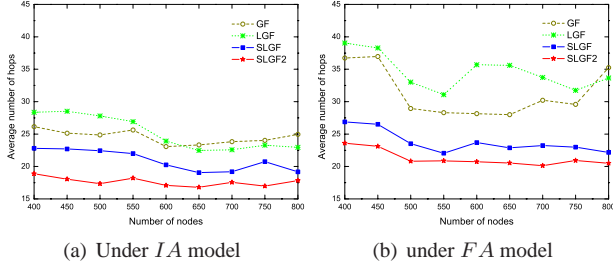 45
40
35
30
25
20
15
Average number of hops
GF
LGF
SLGF
SLGF2
400 450 500 550 600 650 700 750 800
Number of nodes
(a) Under IA model
45
40
35
30
25
20
15
Average number of hops
GF
LGF
SLGF
SLGF2
400 450 500 550 600 650 700 750 800
Number of nodes
(b) under FA model